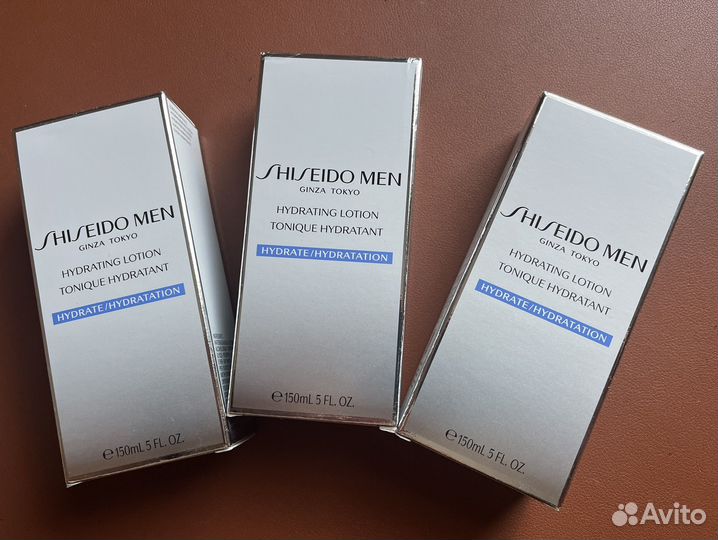 SHISEIDO MEN
GINZA TOKYO
HYDRATING LOTION
TONIQUE HYDRATANT
HYDRATE/HYDRATATION
℮150mL 5 FL. OZ.
SHISEIDO MEN
GINZA TOKYO
HYDRATING LOTION
TONIQUE HYDRATANT
HYDRATE/HYDRATATION
℮150mL 5 FL. OZ.
SHISEIDO MEN
GINZA TOKYO
HYDRATING LOTION
TONIQUE HYDRATANT
HYDRATE/HYDRATATION
℮150mL 5 FL. OZ.
Avito